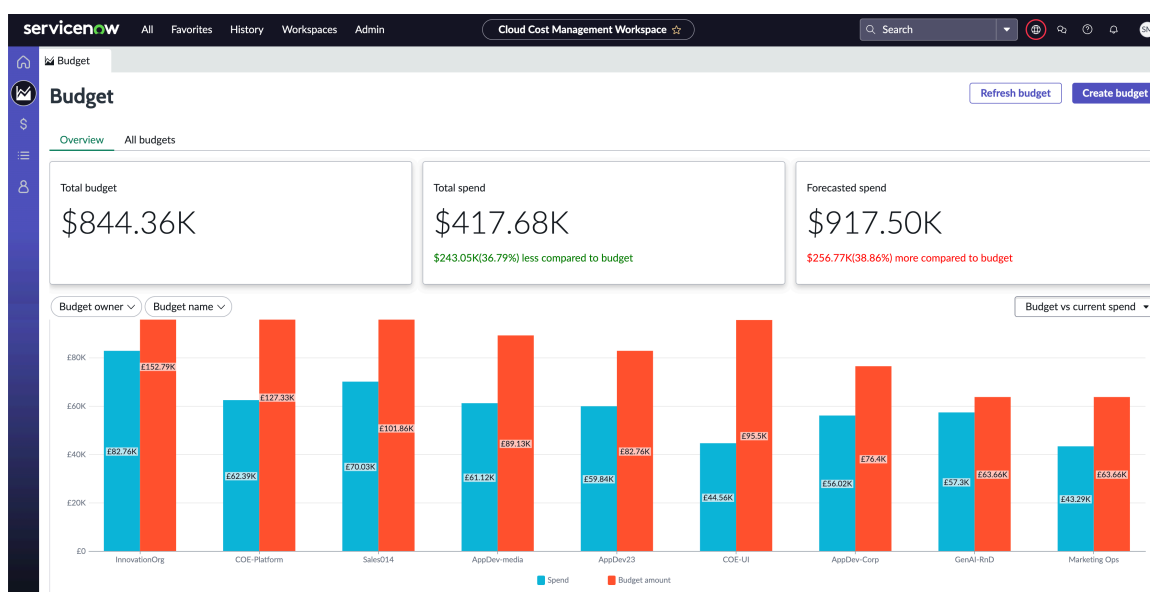 servicenow All Favorites History Workspaces Admin Cloud Cost Management Workspace Search SN
Budget
Budget
Refresh budget Create budget
Overview All budgets
Total budget
$844.36K
Total spend
$417.68K
$243.05K(36.79%) less compared to budget
Forecasted spend
$917.50K
$256.77K(38.86%) more compared to budget
Budget owner Budget name Budget vs current spend
£80K
£60K
£40K
£20K
£0
£82.76K £152.79K
£62.39K £127.33K
£70.03K £101.86K
£61.12K £89.13K
£59.84K £82.76K
£44.56K £95.5K
£56.02K £76.4K
£57.3K £63.66K
£43.29K £63.66K
InnovationOrg COE-Platform Sales014 AppDev-media AppDev23 COE-UI AppDev-Corp GenAI-RnD Marketing Ops
Spend Budget amount